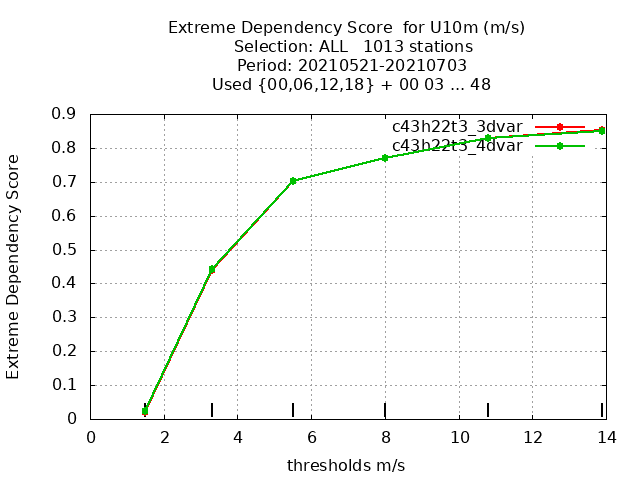 Extreme Dependency Score  for U10m (m/s)
Selection: ALL   1013 stations
Period: 20210521-20210703
Used {00,06,12,18} + 00 03 ... 48
c43h22t3_3dvar
c43h22t3_4dvar
Extreme Dependency Score
0.9
0.8
0.7
0.6
0.5
0.4
0.3
0.2
0.1
0
0 2 4 6 8 10 12 14
thresholds m/s